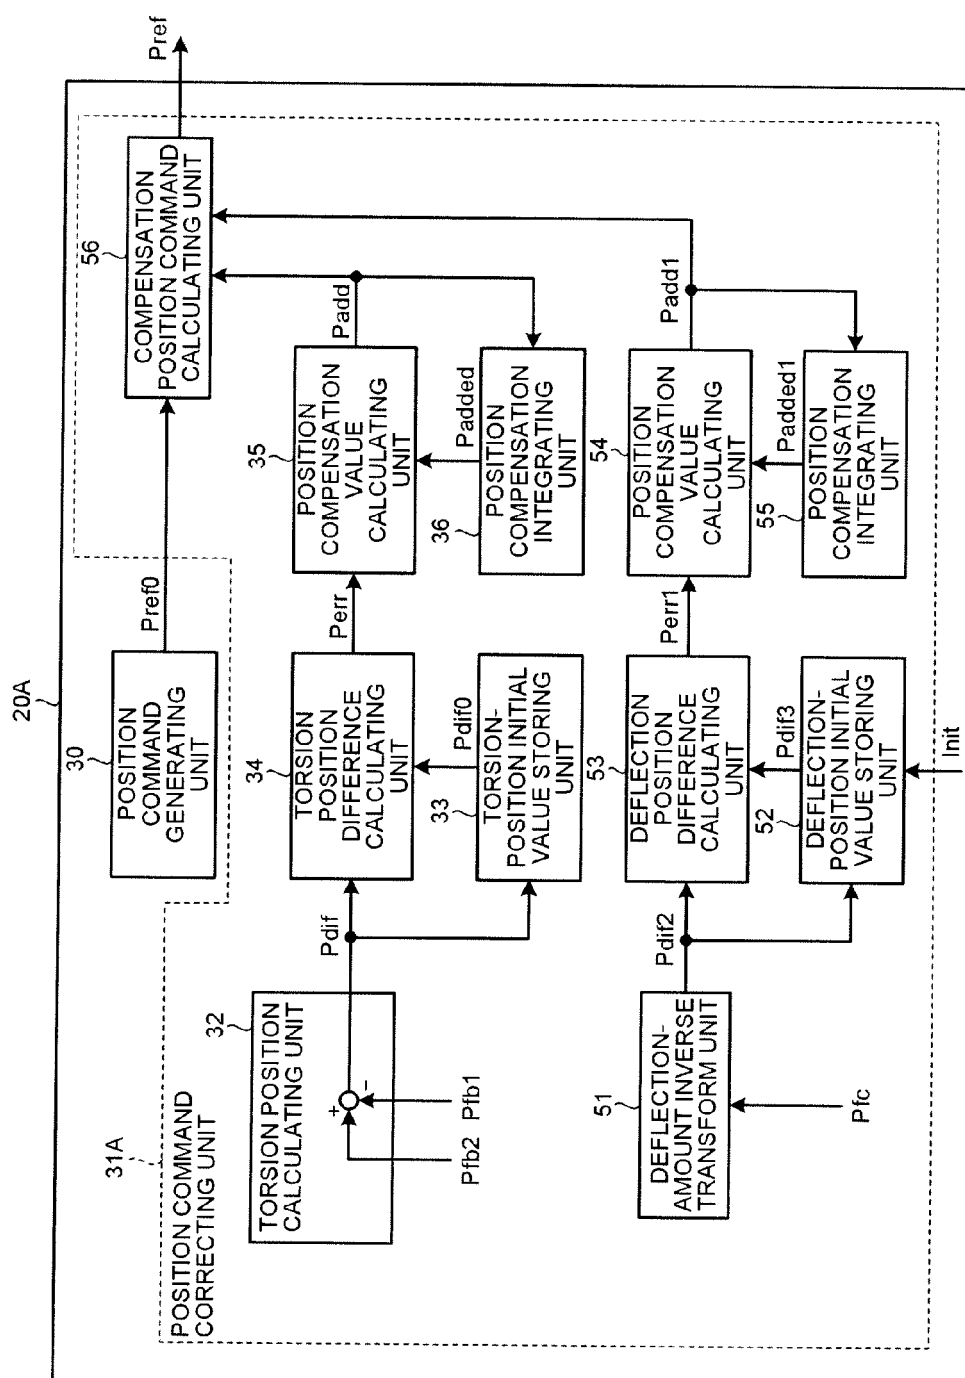 20A
31A
POSITION COMMAND
CORRECTING UNIT
30
POSITION
COMMAND
GENERATING
UNIT
Pref0
56
COMPENSATION
POSITION COMMAND
CALCULATING UNIT
Pref
32
TORSION POSITION
CALCULATING UNIT
+
−
Pfb2
Pfb1
Pdif
34
TORSION
POSITION
DIFFERENCE
CALCULATING
UNIT
Pdif0
33
TORSION-
POSITION INITIAL
VALUE STORING
UNIT
Perr
35
POSITION
COMPENSATION
VALUE
CALCULATING
UNIT
Padd
Padded
36
POSITION
COMPENSATION
INTEGRATING
UNIT
51
DEFLECTION-
AMOUNT INVERSE
TRANSFORM UNIT
Pfc
Pdif2
53
DEFLECTION
POSITION
DIFFERENCE
CALCULATING
UNIT
Pdif3
52
DEFLECTION-
POSITION INITIAL
VALUE STORING
UNIT
Init
Perr1
54
POSITION
COMPENSATION
VALUE
CALCULATING
UNIT
Padd1
Padded1
55
POSITION
COMPENSATION
INTEGRATING
UNIT